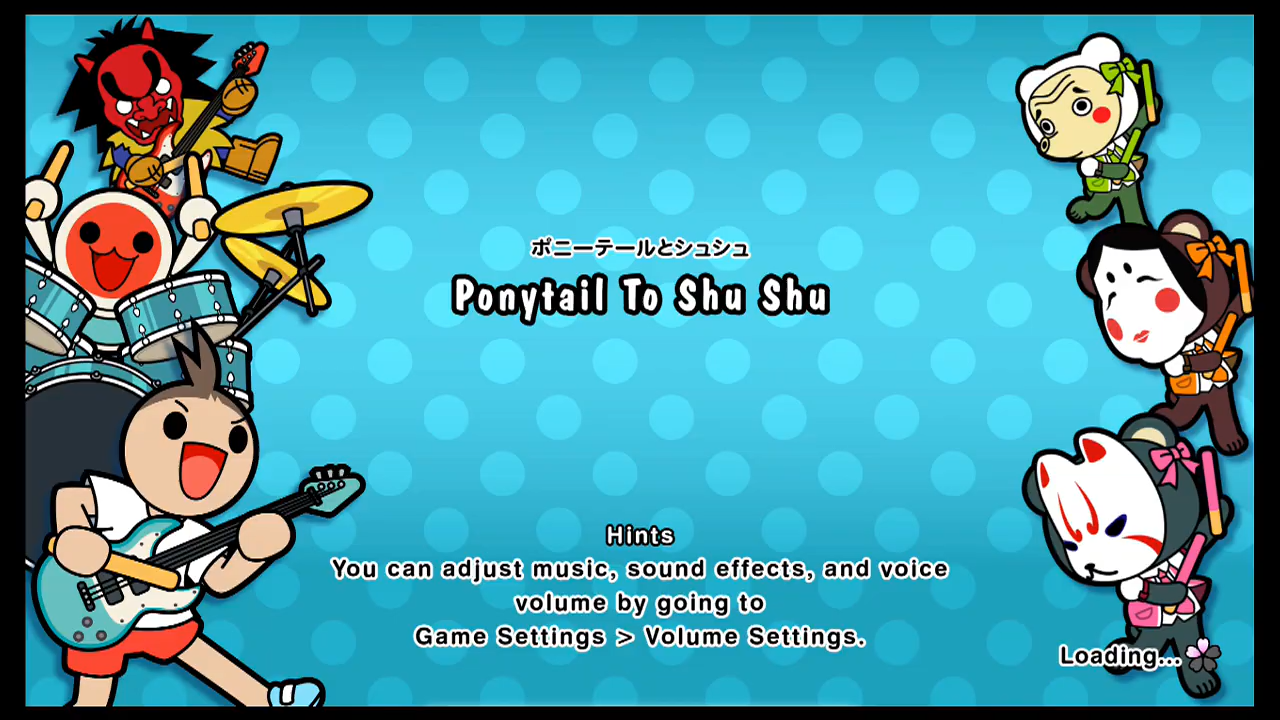 ポニーテールとシュシュ
Ponytail To Shu Shu
Hints
You can adjust music, sound effects, and voice
volume by going to
Game Settings > Volume Settings.
Loading...